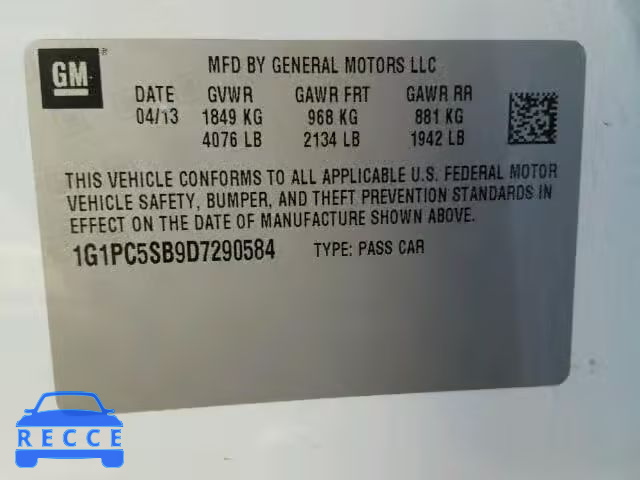 GM ®
MFD BY GENERAL MOTORS LLC
DATE GVWR GAWR FRT GAWR RR
04/13 1849 KG 968 KG 881 KG
4076 LB 2134 LB 1942 LB
THIS VEHICLE CONFORMS TO ALL APPLICABLE U.S. FEDERAL MOTOR
VEHICLE SAFETY, BUMPER, AND THEFT PREVENTION STANDARDS IN
EFFECT ON THE DATE OF MANUFACTURE SHOWN ABOVE.
1G1PC5SB9D7290584 TYPE: PASS CAR
RECCE